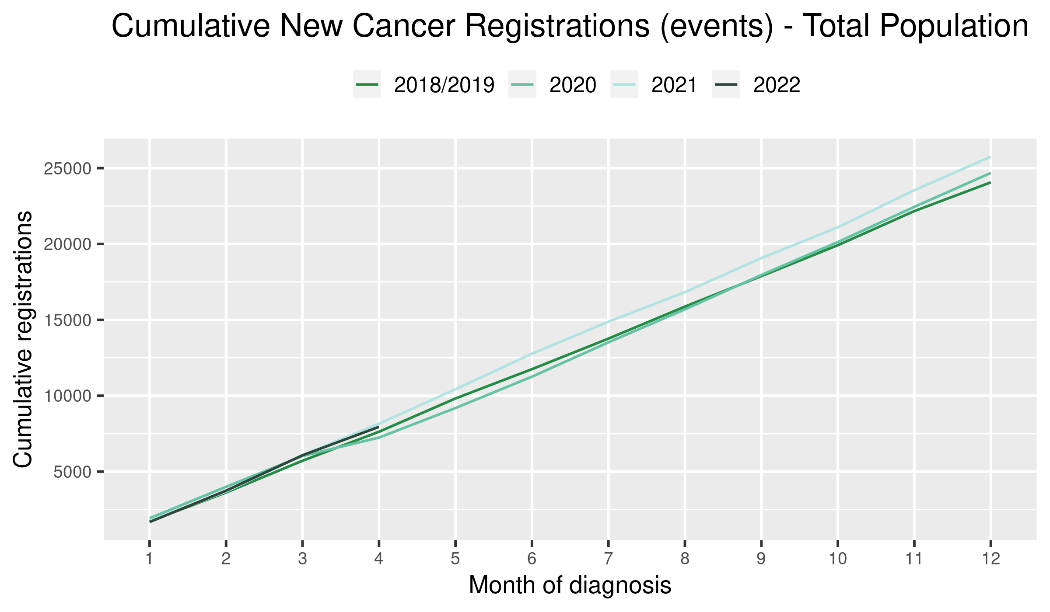 Cumulative New Cancer Registrations (events) - Total Population
2018/2019 2020 2021 2022
Cumulative registrations
25000
20000
15000
10000
5000
1 2 3 4 5 6 7 8 9 10 11 12
Month of diagnosis